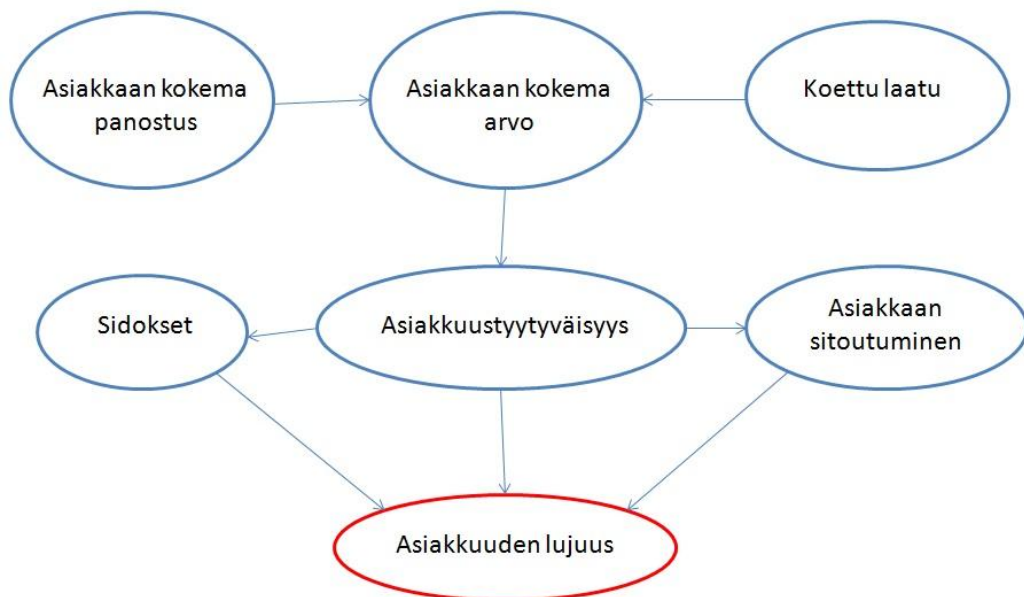 Asiakkaan kokema
panostus
Asiakkaan kokema
arvo
Koettu laatu
Sidokset
Asiakkuustyytyväisyys
Asiakkaan
sitoutuminen
Asiakkuuden lujuus